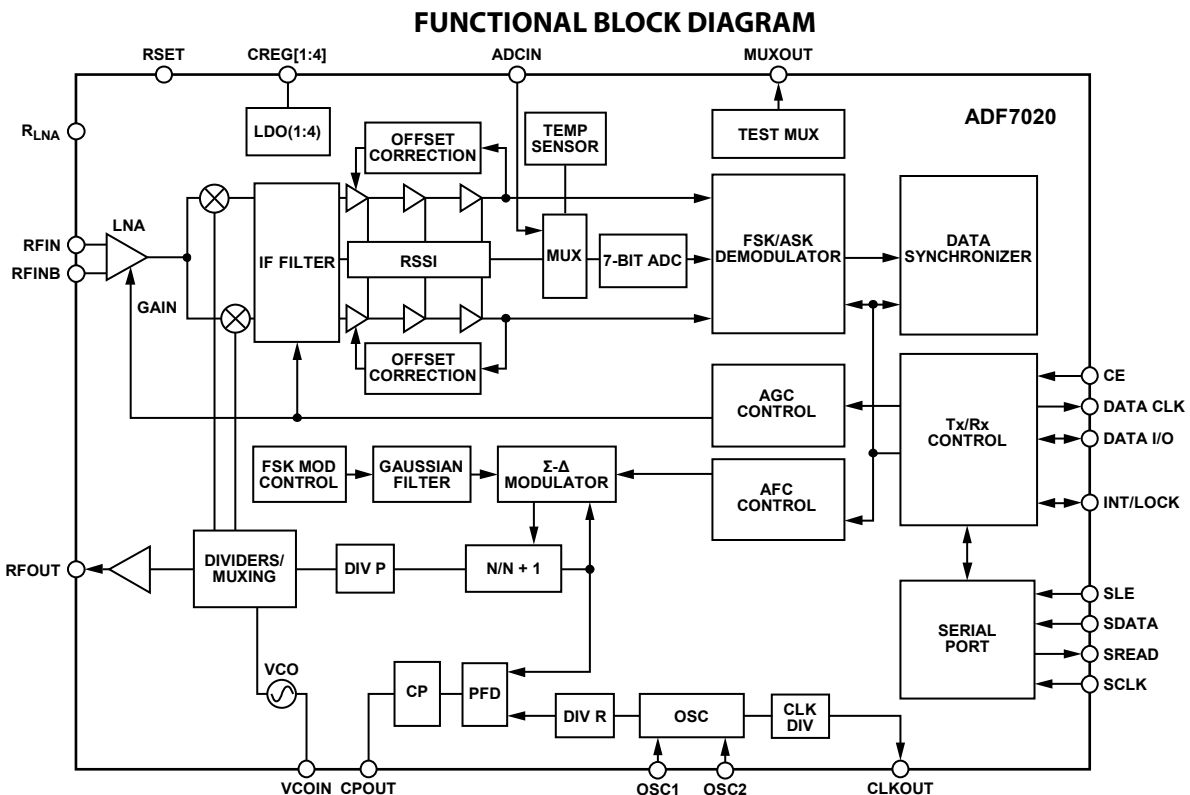 FUNCTIONAL BLOCK DIAGRAM
RSET
CREG[1:4]
ADCIN
MUXOUT
RLNA
LDO(1:4)
OFFSET
CORRECTION
TEMP
SENSOR
TEST MUX
ADF7020
LNA
RFIN
RFINB
GAIN
IF FILTER
RSSI
MUX
7-BIT ADC
FSK/ASK
DEMODULATOR
DATA
SYNCHRONIZER
OFFSET
CORRECTION
AGC
CONTROL
Tx/Rx
CONTROL
CE
DATA CLK
DATA I/O
INT/LOCK
FSK MOD
CONTROL
GAUSSIAN
FILTER
Σ-Δ
MODULATOR
AFC
CONTROL
RFOUT
DIVIDERS/
MUXING
DIV P
N/N + 1
SERIAL
PORT
SLE
SDATA
SREAD
SCLK
VCO
CP
PFD
DIV R
OSC
CLK
DIV
VCOIN
CPOUT
OSC1
OSC2
CLKOUT